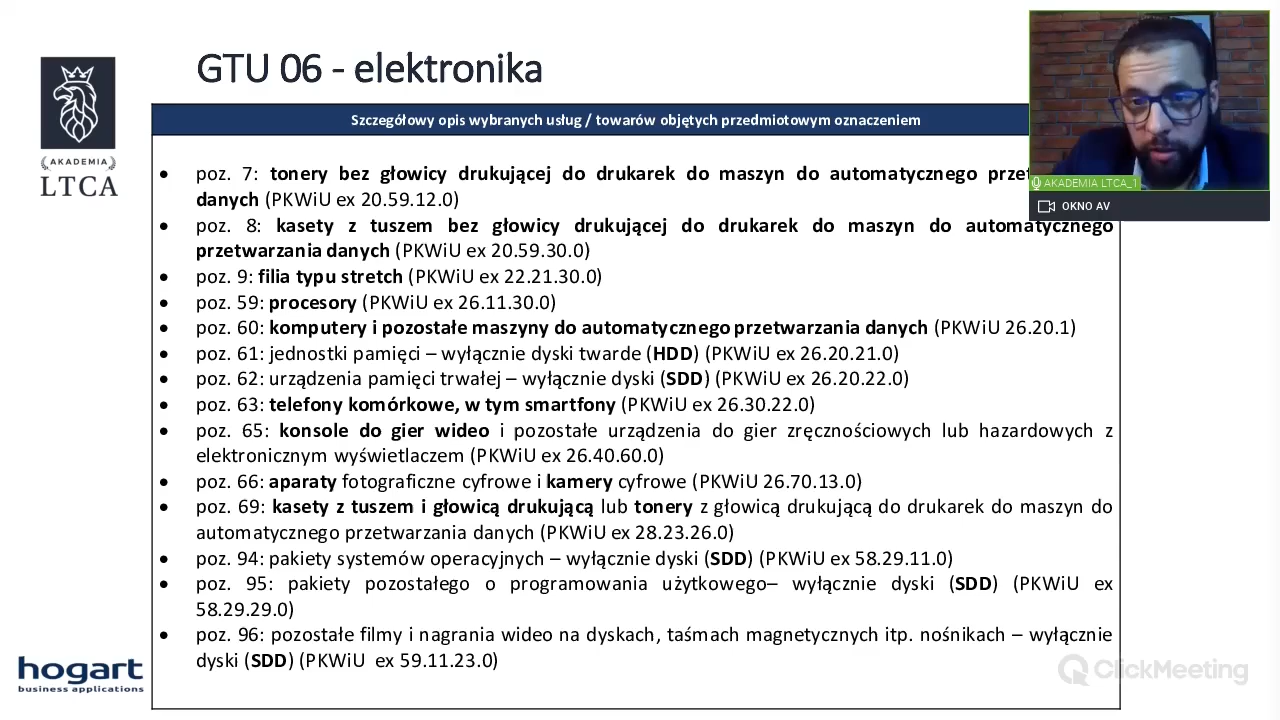 GTU 06 - elektronika
AKADEMIA
LTCA
Szczegółowy opis wybranych usług / towarów objętych przedmiotowym oznaczeniem
AKADEMIA LTCA_1
OKNO AV
• poz. 7: tonery bez głowicy drukującej do drukarek do maszyn do automatycznego
danych (PKWiU ex 20.59.12.0)
• poz. 8: kasety z tuszem bez głowicy drukującej do drukarek do maszyn do automatycznego
przetwarzania danych (PKWiU ex 20.59.30.0)
• poz. 9: filia typu stretch (PKWiU ex 22.21.30.0)
• poz. 59: procesory (PKWiU ex 26.11.30.0)
• poz. 60: komputery i pozostałe maszyny do automatycznego przetwarzania danych (PKWiU 26.20.1)
• poz. 61: jednostki pamięci – wyłącznie dyski twarde (HDD) (PKWiU ex 26.20.21.0)
• poz. 62: urządzenia pamięci trwałej – wyłącznie dyski (SDD) (PKWiU ex 26.20.22.0)
• poz. 63: telefony komórkowe, w tym smartfony (PKWiU ex 26.30.22.0)
• poz. 65: konsole do gier wideo i pozostałe urządzenia do gier zręcznościowych lub hazardowych z
elektronicznym wyświetlaczem (PKWiU ex 26.40.60.0)
• poz. 66: aparaty fotograficzne cyfrowe i kamery cyfrowe (PKWiU 26.70.13.0)
• poz. 69: kasety z tuszem i głowicą drukującą lub tonery z głowicą drukującą do drukarek do maszyn do
automatycznego przetwarzania danych (PKWiU ex 28.23.26.0)
• poz. 94: pakiety systemów operacyjnych – wyłącznie dyski (SDD) (PKWiU ex 58.29.11.0)
• poz. 95: pakiety pozostałego o programowania użytkowego– wyłącznie dyski (SDD) (PKWiU ex
58.29.29.0)
• poz. 96: pozostałe filmy i nagrania wideo na dyskach, taśmach magnetycznych itp. nośnikach – wyłącznie
dyski (SDD) (PKWiU ex 59.11.23.0)
hogart
business applications
ClickMeeting